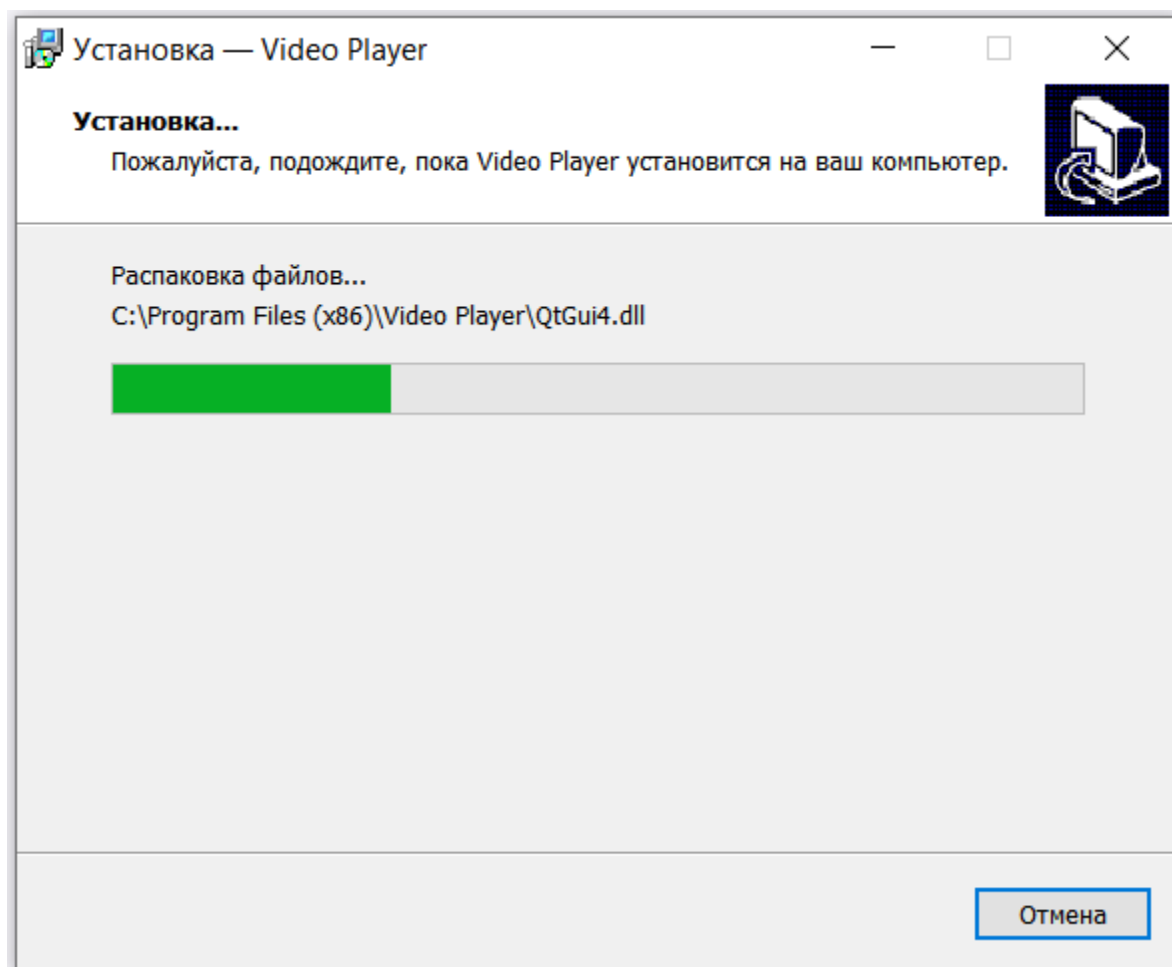 Установка — Video Player
Установка...
Пожалуйста, подождите, пока Video Player установится на ваш компьютер.
Распаковка файлов...
C:\Program Files (x86)\Video Player\QtGui4.dll
Отмена